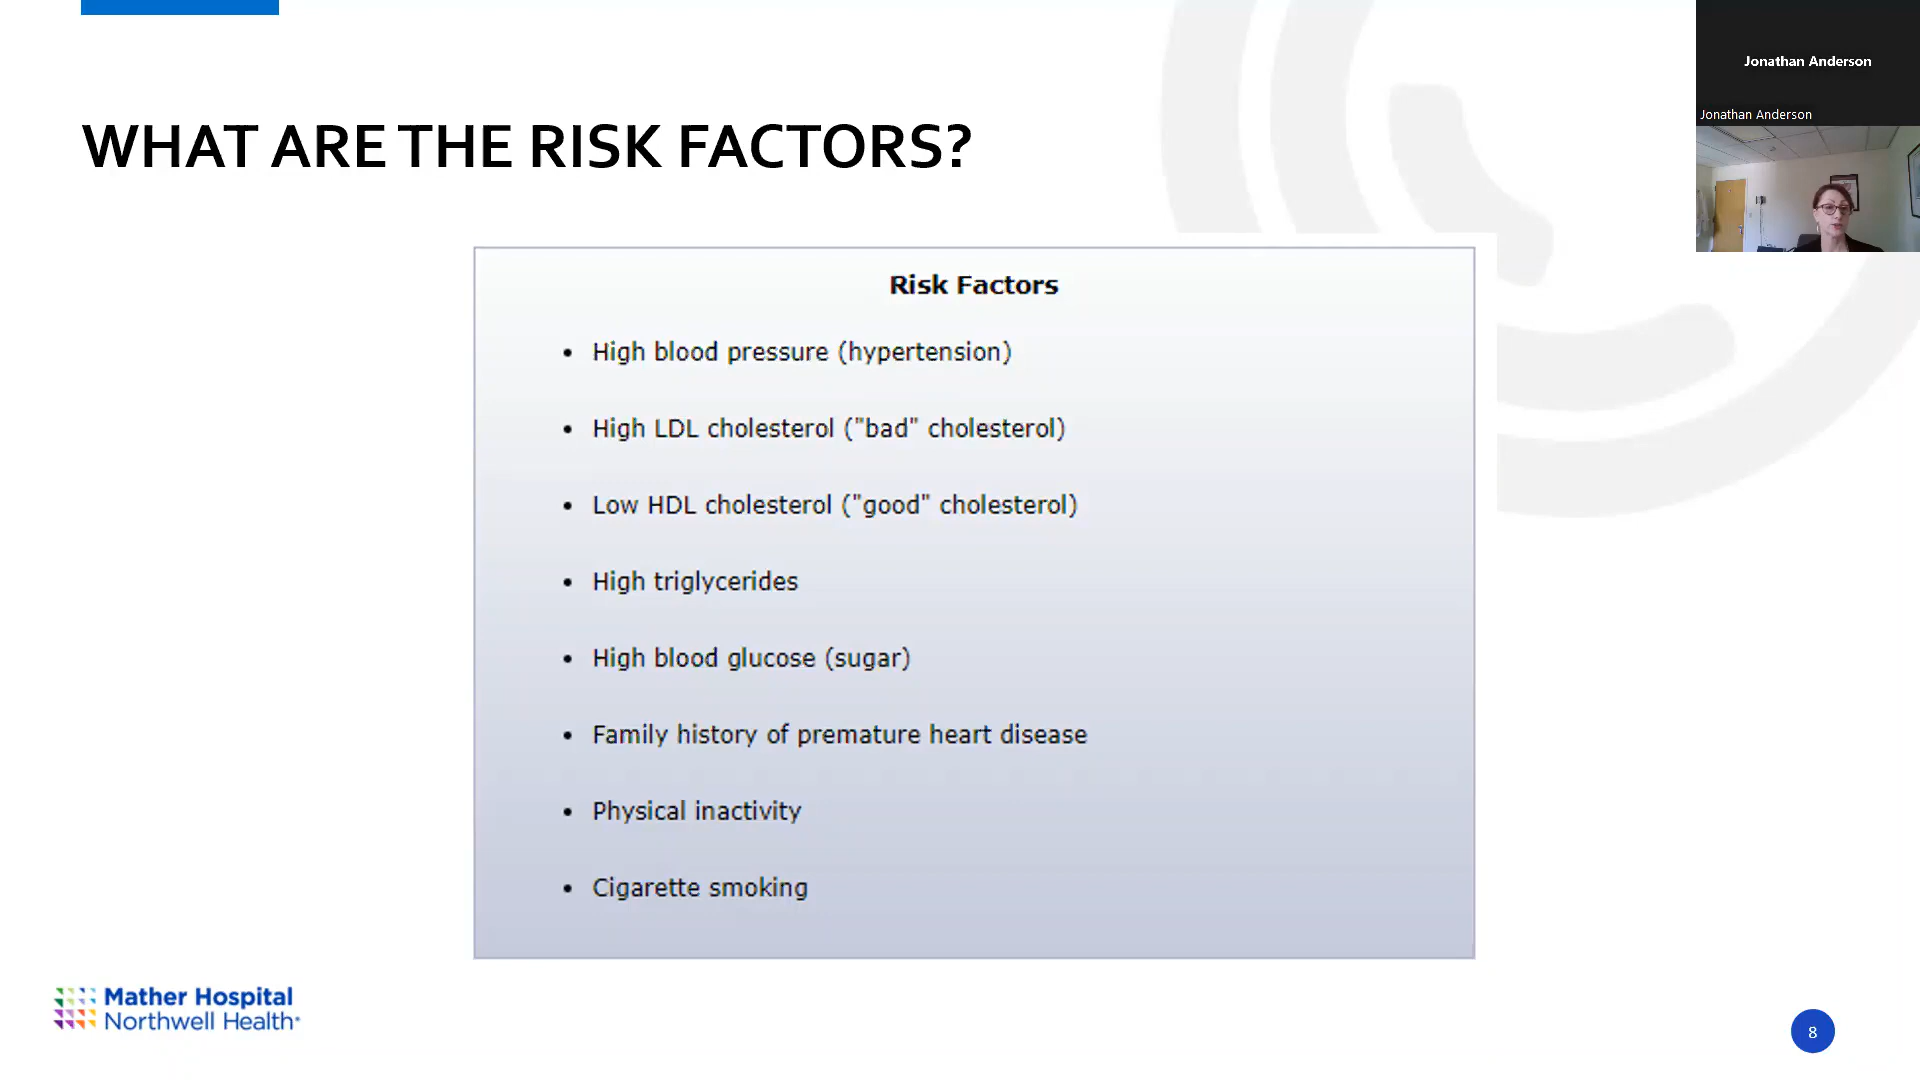 WHAT ARE THE RISK FACTORS?
Jonathan Anderson
Jonathan Anderson
Risk Factors
• High blood pressure (hypertension)
• High LDL cholesterol ("bad" cholesterol)
• Low HDL cholesterol ("good" cholesterol)
• High triglycerides
• High blood glucose (sugar)
• Family history of premature heart disease
• Physical inactivity
• Cigarette smoking
Mather Hospital
Northwell Health
8